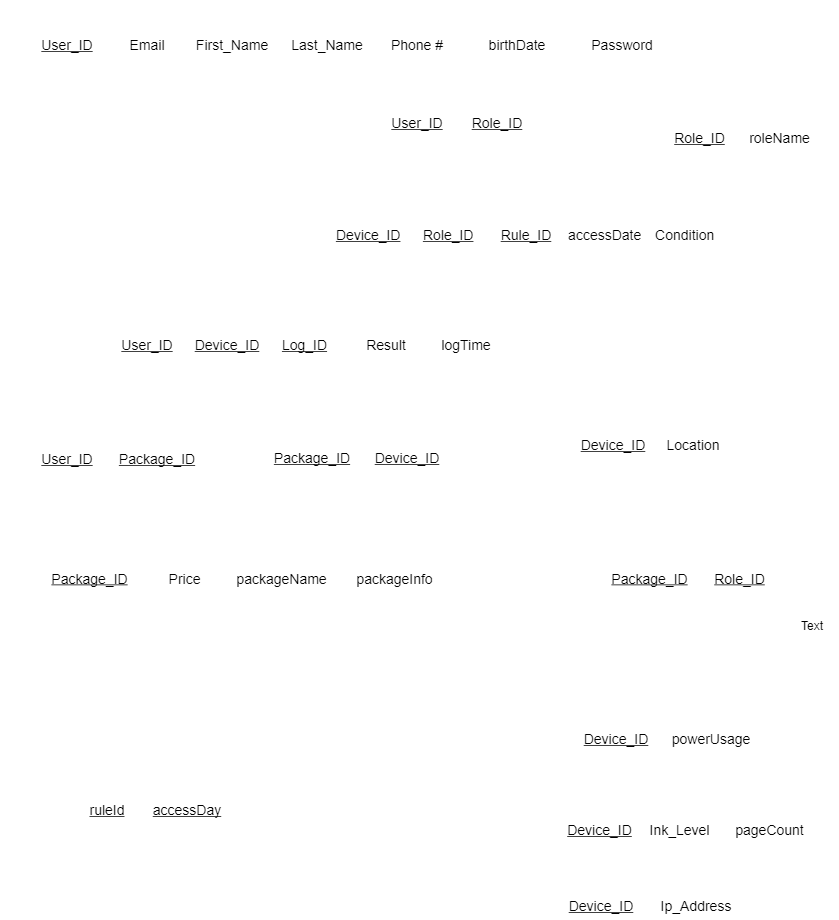 User_ID Email First_Name Last_Name Phone # birthDate Password
User_ID Role_ID
Role_ID roleName
Device_ID Role_ID Rule_ID accessDate Condition
User_ID Device_ID Log_ID Result logTime
Device_ID Location
User_ID Package_ID Package_ID Device_ID
Package_ID Price packageName packageInfo Package_ID Role_ID
Text
Device_ID powerUsage
ruleId accessDay
Device_ID Ink_Level pageCount
Device_ID Ip_Address